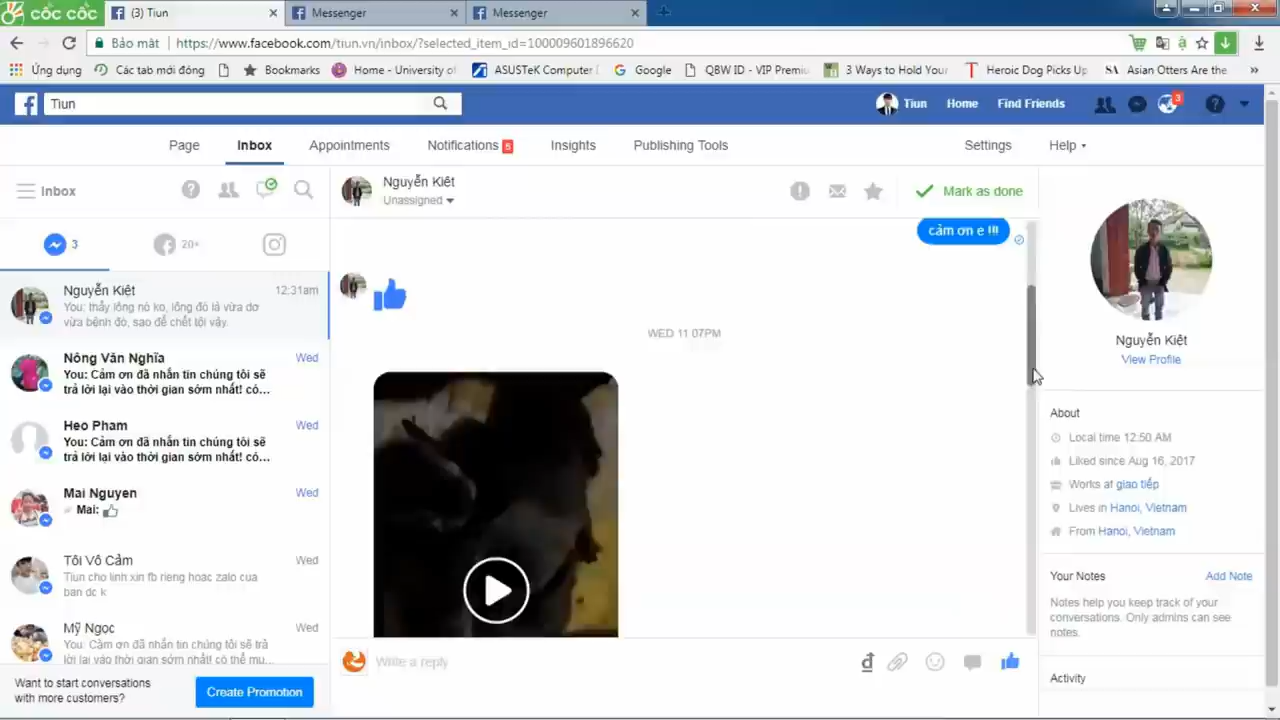 cốc cốc
(3) Tiun
Messenger
Messenger
Bảo mật
https://www.facebook.com/tiun.vn/inbox/?selected_item_id=100009601896620
Ứng dụng
Các tab mới đóng
Bookmarks
Home - University of
ASUSTeK Computer
Google
QBW ID - VIP Premiu
3 Ways to Hold Your
Heroic Dog Picks Up
SA
Asian Otters Are the
»
Tiun
Tiun
Home
Find Friends
3
Page
Inbox
Appointments
Notifications 5
Insights
Publishing Tools
Settings
Help
Inbox
Nguyễn Kiệt
Unassigned
Mark as done
3
20+
Nguyễn Kiệt
12:31am
You: thấy lông nó ko, lông đó là vừa dơ
vừa bệnh đó, sao để chết tội vậy.
Nông Văn Nghĩa
Wed
You: Cảm ơn đã nhắn tin chúng tôi sẽ
trả lời lại vào thời gian sớm nhất! có...
Heo Pham
Wed
You: Cảm ơn đã nhắn tin chúng tôi sẽ
trả lời lại vào thời gian sớm nhất! có...
Mai Nguyen
Wed
Mai:
Tôi Vô Cảm
Wed
Tiun cho linh xin fb rieng hoac zalo cua
ban dc k
Mỹ Ngọc
Wed
You: Cảm ơn đã nhắn tin chúng tôi sẽ
trả lời lại vào thời gian sớm nhất! có thể mu...
Want to start conversations
with more customers?
Create Promotion
cảm ơn e !!!
WED 11:07PM
Write a reply
Nguyễn Kiệt
View Profile
About
Local time 12:50 AM
Liked since Aug 16, 2017
Works at giao tiếp
Lives in Hanoi, Vietnam
From Hanoi, Vietnam
Your Notes
Add Note
Notes help you keep track of your
conversations. Only admins can see
notes.
Activity